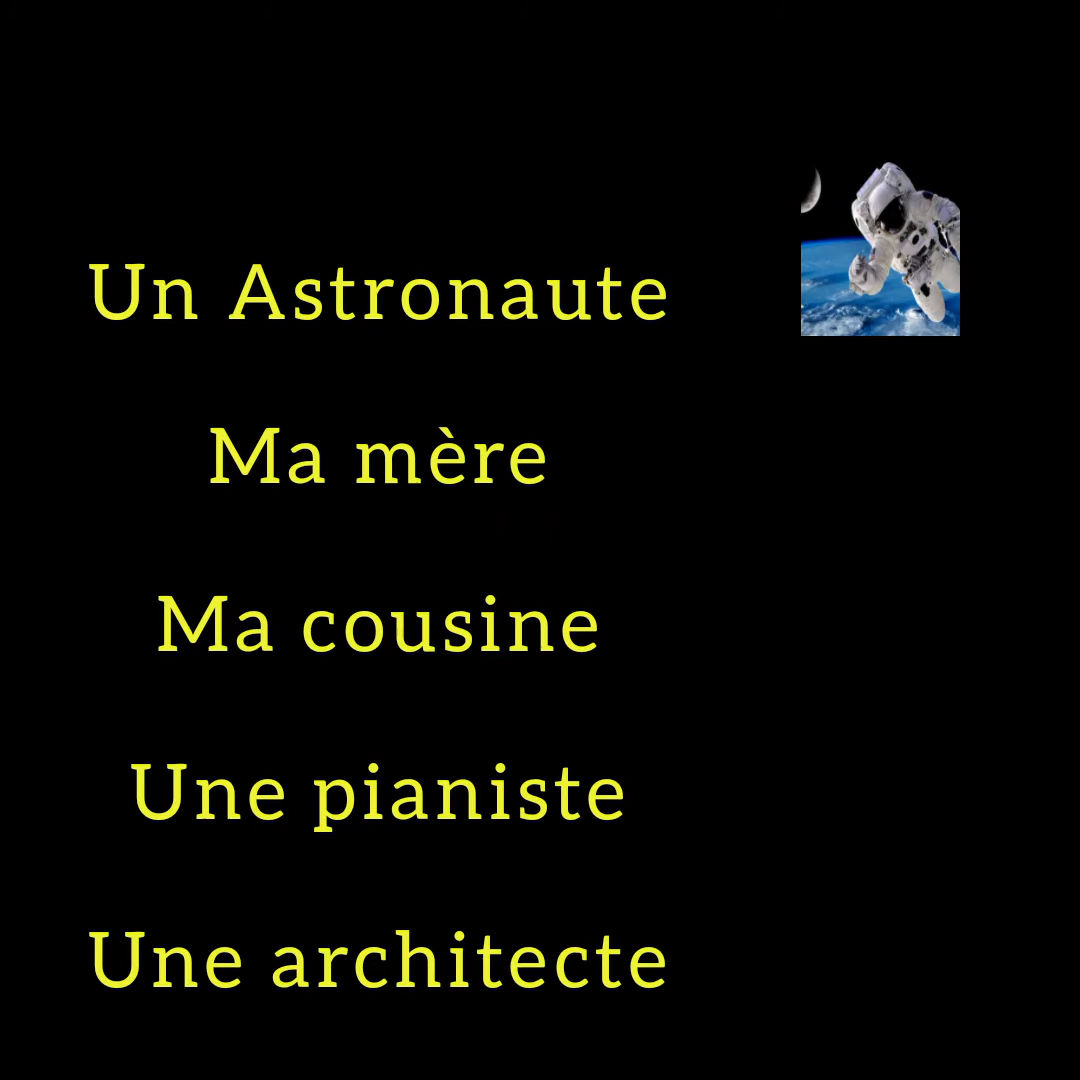 Un Astronaute
Ma mère
Ma cousine
Une pianiste
Une architecte